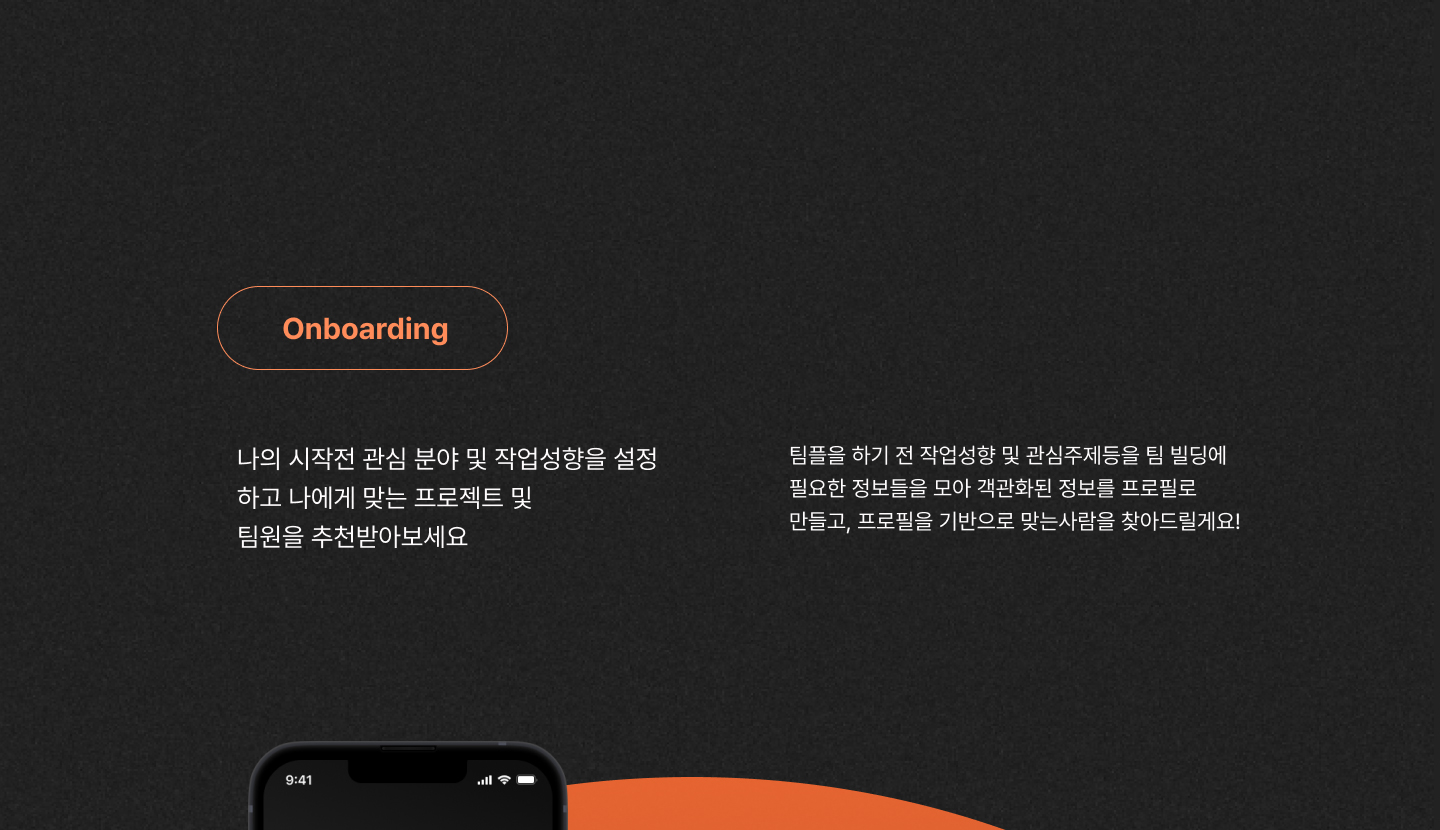 Onboarding
나의 시작전 관심 분야 및 작업성향을 설정
하고 나에게 맞는 프로젝트 및
팀원을 추천받아보세요
팀플을 하기 전 작업성향 및 관심주제등을 팀 빌딩에
필요한 정보들을 모아 객관화된 정보를 프로필로
만들고, 프로필을 기반으로 맞는사람을 찾아드릴게요!
9:41